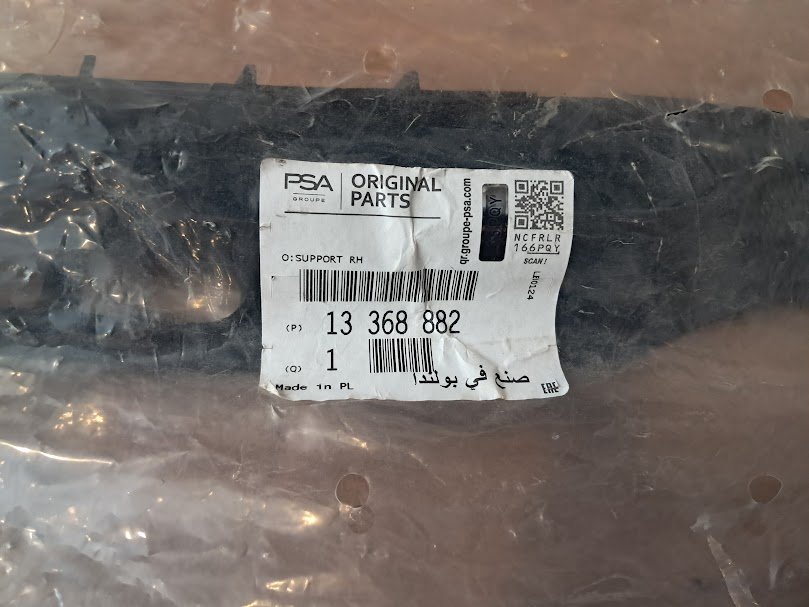 PSA
GROUPE
ORIGINAL
PARTS
qr.groupe-psa.com
NCFRLR
166PQY
SCAN!
O:SUPPORT RH
(P) 13 368 882
(Q) 1
Made in PL
صنع في بولندا
EAC